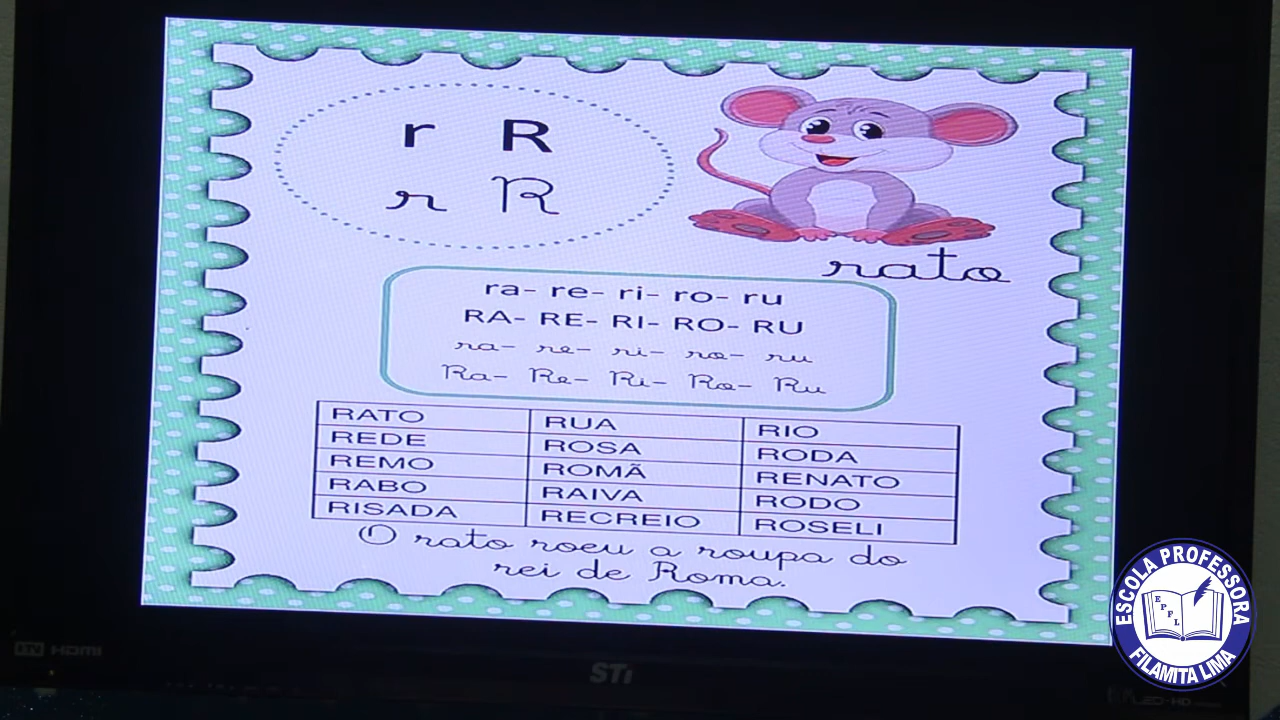 r R
r R
rato
ra- re- ri- ro- ru
RA- RE- RI- RO- RU
ra- re- ri- ro- ru
Ra- Re- Ri- Ro- Ru
RATO RUA RIO
REDE ROSA RODA
REMO ROMÃ RENATO
RABO RAIVA RODO
RISADA RECREIO ROSELI
O rato roeu a roupa do
rei de Roma.
HDMI
STi
ESCOLA PROFESSORA
EPFL
FILAMITA LIMA